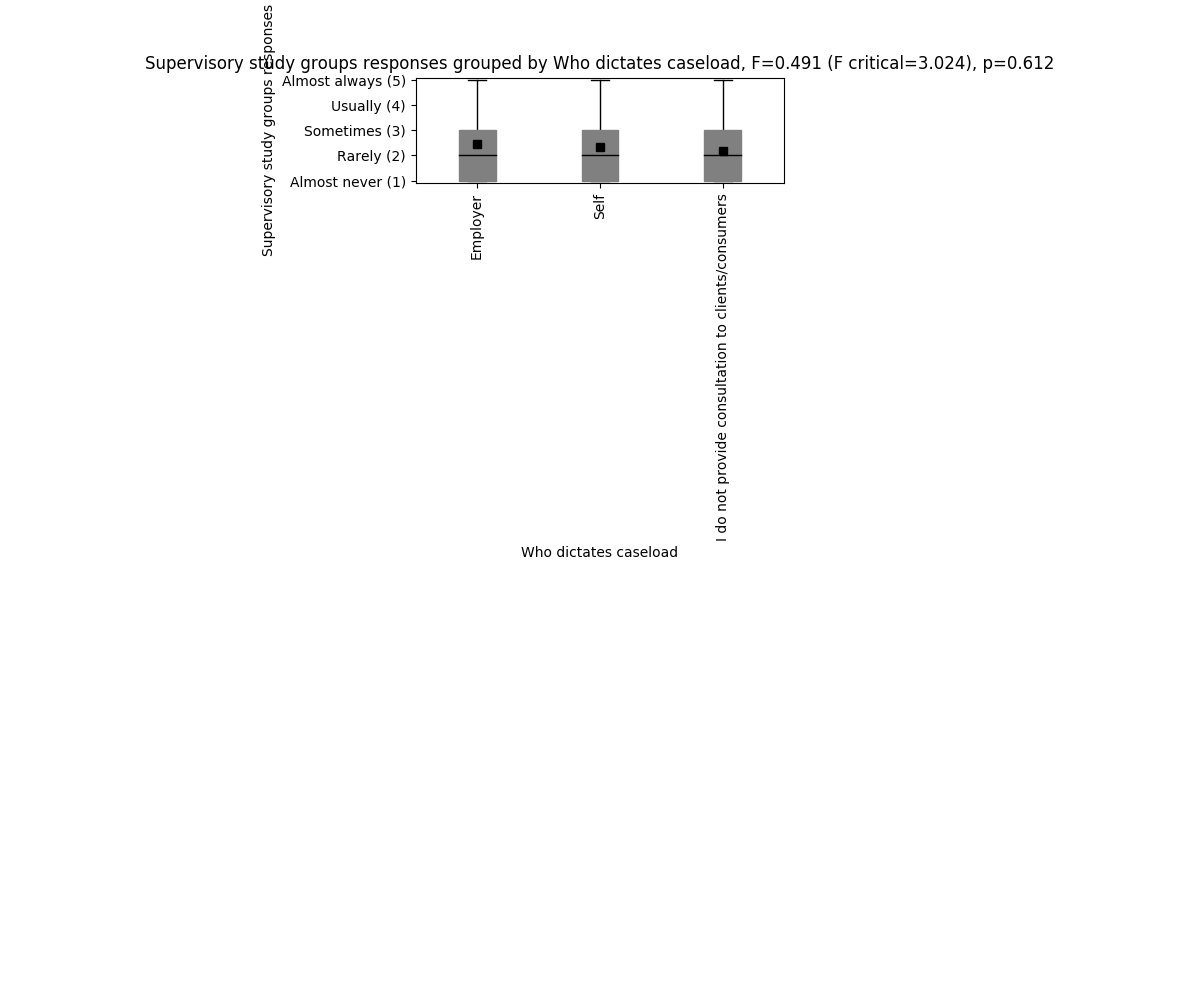 Supervisory study groups responses grouped by Who dictates caseload, F=0.491 (F critical=3.024), p=0.612
Supervisory study groups responses
Almost always (5)
Usually (4)
Sometimes (3)
Rarely (2)
Almost never (1)
Employer
Self
I do not provide consultation to clients/consumers
Who dictates caseload